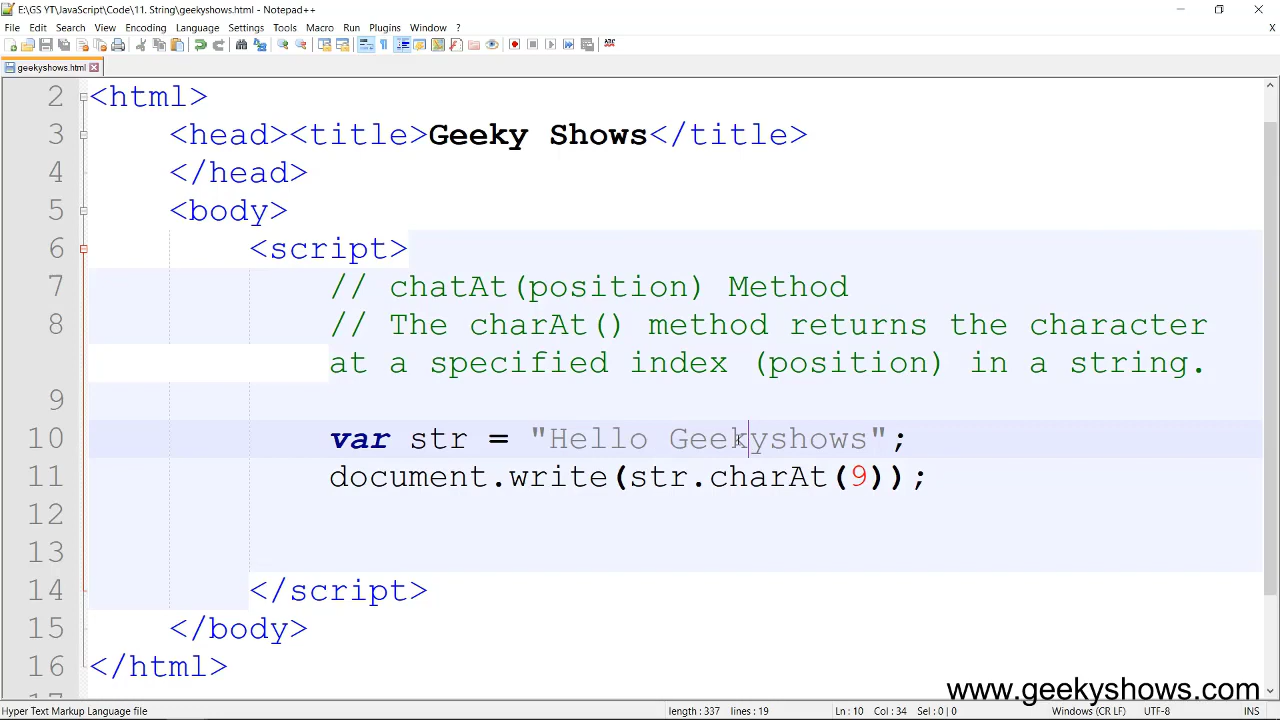 E:\GS YT\JavaScript\Code\11. String\geekyshows.html - Notepad++
File Edit Search View Encoding Language Settings Tools Macro Run Plugins Window ?
X
geekyshows.html
2 <html>
3 <head><title>Geeky Shows</title>
4 </head>
5 <body>
6 <script>
7 // chatAt(position) Method
8 // The charAt() method returns the character
at a specified index (position) in a string.
9
10 var str = "Hello Geekyshows";
11 document.write(str.charAt(9));
12
13
14 </script>
15 </body>
16 </html>
www.geekyshows.com
Hyper Text Markup Language file length : 337 lines : 19 Ln : 10 Col : 34 Sel : 0 | 0 Windows (CR LF) UTF-8 INS